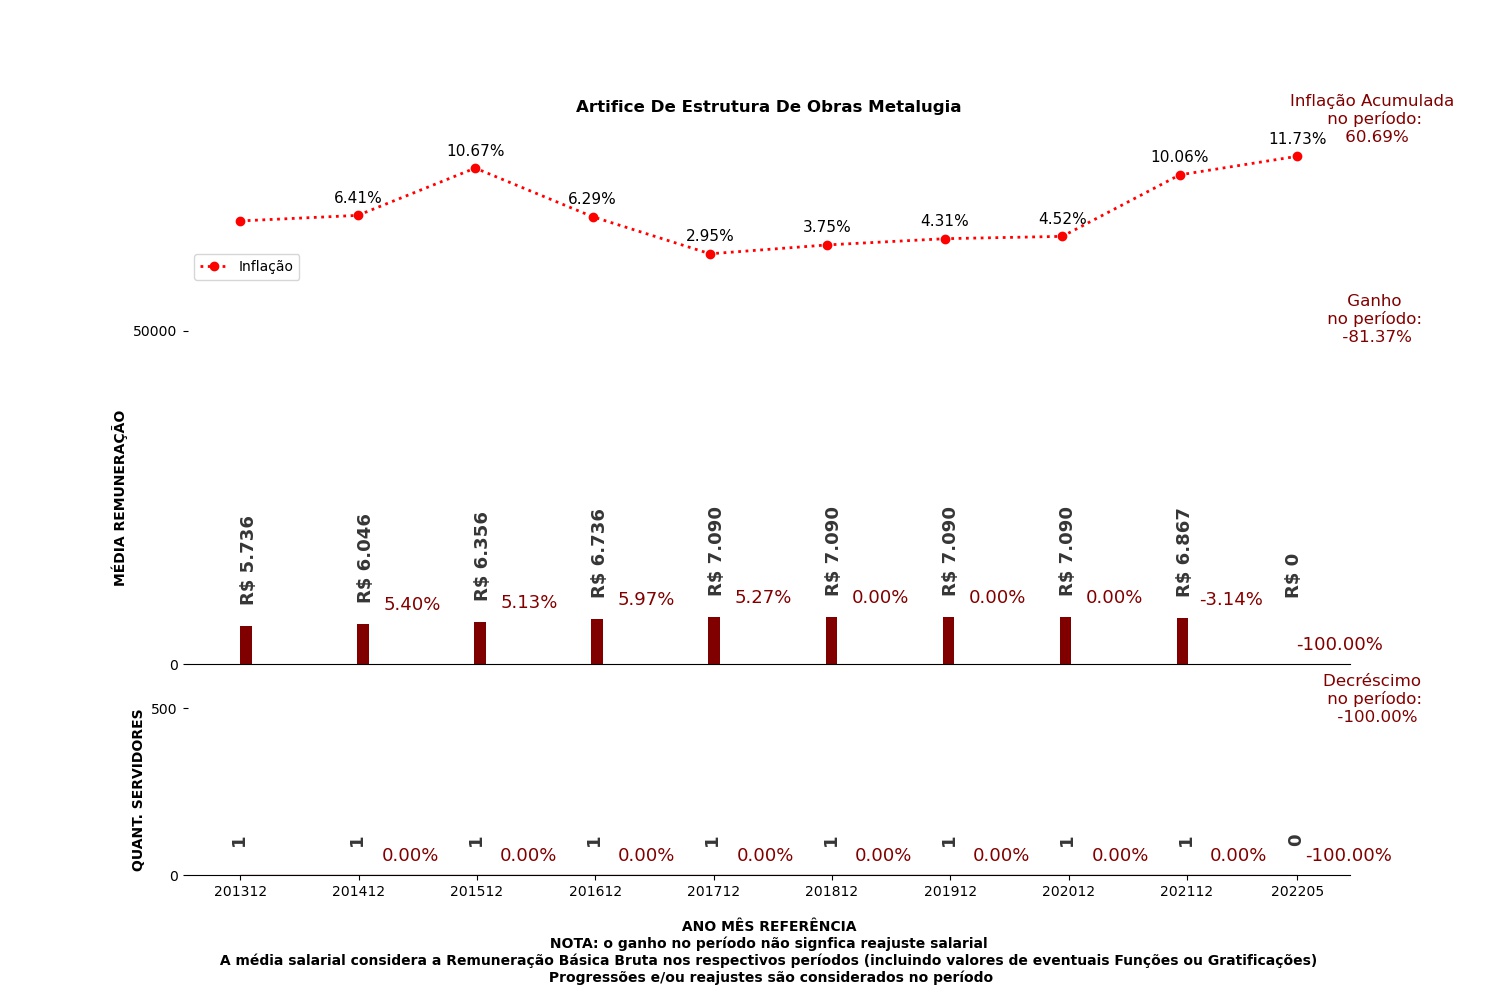 Artifice De Estrutura De Obras Metalugia
Inflação Acumulada
no período:
60.69%
6.41%
10.67%
6.29%
2.95%
3.75%
4.31%
4.52%
10.06%
11.73%
Inflação
Ganho
no período:
-81.37%
50000
0
MÉDIA REMUNERAÇÃO
R$ 5.736
R$ 6.046
R$ 6.356
R$ 6.736
R$ 7.090
R$ 7.090
R$ 7.090
R$ 7.090
R$ 6.867
R$ 0
5.40%
5.13%
5.97%
5.27%
0.00%
0.00%
0.00%
-3.14%
-100.00%
Decréscimo
no período:
-100.00%
500
0
QUANT. SERVIDORES
1
1
1
1
1
1
1
1
1
0
0.00%
0.00%
0.00%
0.00%
0.00%
0.00%
0.00%
0.00%
-100.00%
201312
201412
201512
201612
201712
201812
201912
202012
202112
202205
ANO MÊS REFERÊNCIA
NOTA: o ganho no período não signfica reajuste salarial
A média salarial considera a Remuneração Básica Bruta nos respectivos períodos (incluindo valores de eventuais Funções ou Gratificações)
Progressões e/ou reajustes são considerados no período